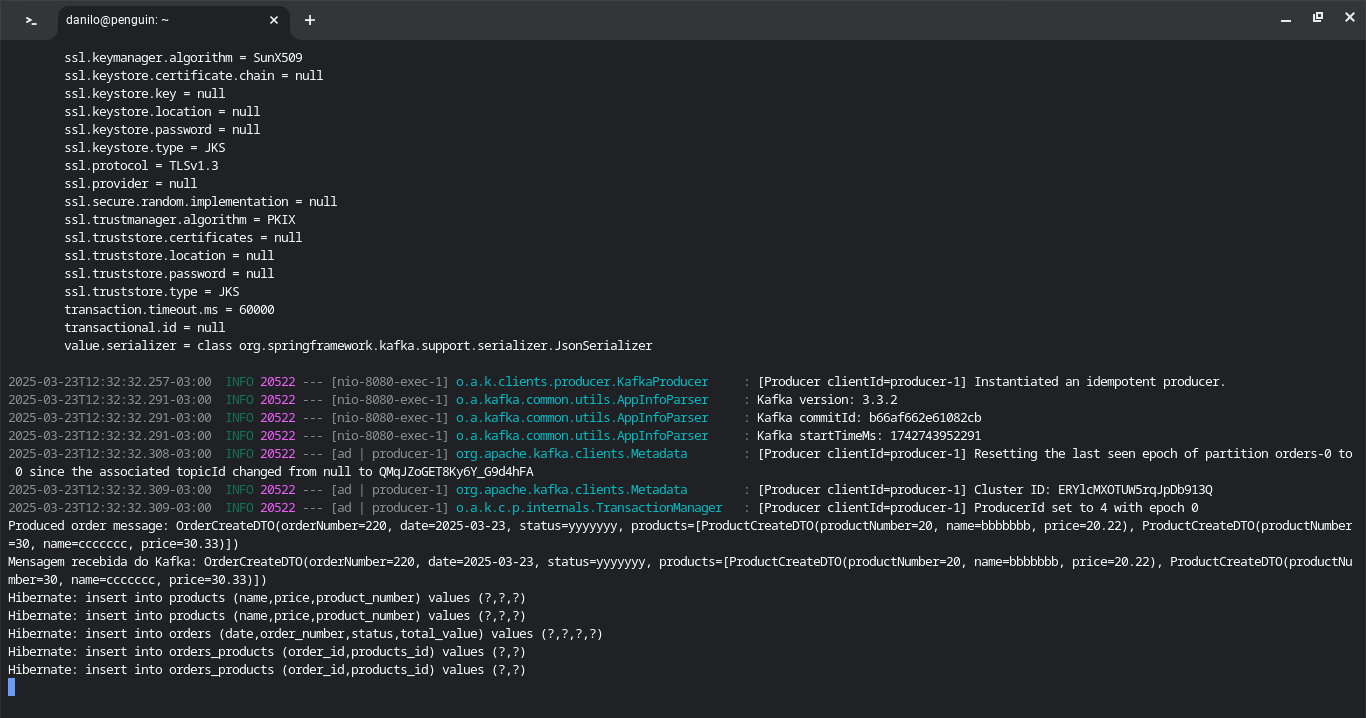 danilo@penguin: ~
ssl.keymanager.algorithm = SunX509
ssl.keystore.certificate.chain = null
ssl.keystore.key = null
ssl.keystore.location = null
ssl.keystore.password = null
ssl.keystore.type = JKS
ssl.protocol = TLSv1.3
ssl.provider = null
ssl.secure.random.implementation = null
ssl.trustmanager.algorithm = PKIX
ssl.truststore.certificates = null
ssl.truststore.location = null
ssl.truststore.password = null
ssl.truststore.type = JKS
transaction.timeout.ms = 60000
transactional.id = null
value.serializer = class org.springframework.kafka.support.serializer.JsonSerializer
2025-03-23T12:32:32.257-03:00  INFO 20522 --- [nio-8080-exec-1] o.a.k.clients.producer.KafkaProducer     : [Producer clientId=producer-1] Instantiated an idempotent producer.
2025-03-23T12:32:32.291-03:00  INFO 20522 --- [nio-8080-exec-1] o.a.kafka.common.utils.AppInfoParser     : Kafka version: 3.3.2
2025-03-23T12:32:32.291-03:00  INFO 20522 --- [nio-8080-exec-1] o.a.kafka.common.utils.AppInfoParser     : Kafka commitId: b66af662e61082cb
2025-03-23T12:32:32.291-03:00  INFO 20522 --- [nio-8080-exec-1] o.a.kafka.common.utils.AppInfoParser     : Kafka startTimeMs: 1742743952291
2025-03-23T12:32:32.308-03:00  INFO 20522 --- [ad | producer-1] org.apache.kafka.clients.Metadata        : [Producer clientId=producer-1] Resetting the last seen epoch of partition orders-0 to
 0 since the associated topicId changed from null to QMqJZoGET8Ky6Y_G9d4hFA
2025-03-23T12:32:32.309-03:00  INFO 20522 --- [ad | producer-1] org.apache.kafka.clients.Metadata        : [Producer clientId=producer-1] Cluster ID: ERYlcMXOTUW5rqJpDb913Q
2025-03-23T12:32:32.309-03:00  INFO 20522 --- [ad | producer-1] o.a.k.c.p.internals.TransactionManager   : [Producer clientId=producer-1] ProducerId set to 4 with epoch 0
Produced order message: OrderCreateDTO(orderNumber=220, date=2025-03-23, status=yyyyyyy, products=[ProductCreateDTO(productNumber=20, name=bbbbbbb, price=20.22), ProductCreateDTO(productNumber
=30, name=ccccccc, price=30.33)])
Mensagem recebida do Kafka: OrderCreateDTO(orderNumber=220, date=2025-03-23, status=yyyyyyy, products=[ProductCreateDTO(productNumber=20, name=bbbbbbb, price=20.22), ProductCreateDTO(productNu
mber=30, name=ccccccc, price=30.33)])
Hibernate: insert into products (name,price,product_number) values (?,?,?)
Hibernate: insert into products (name,price,product_number) values (?,?,?)
Hibernate: insert into orders (date,order_number,status,total_value) values (?,?,?,?)
Hibernate: insert into orders_products (order_id,products_id) values (?,?)
Hibernate: insert into orders_products (order_id,products_id) values (?,?)